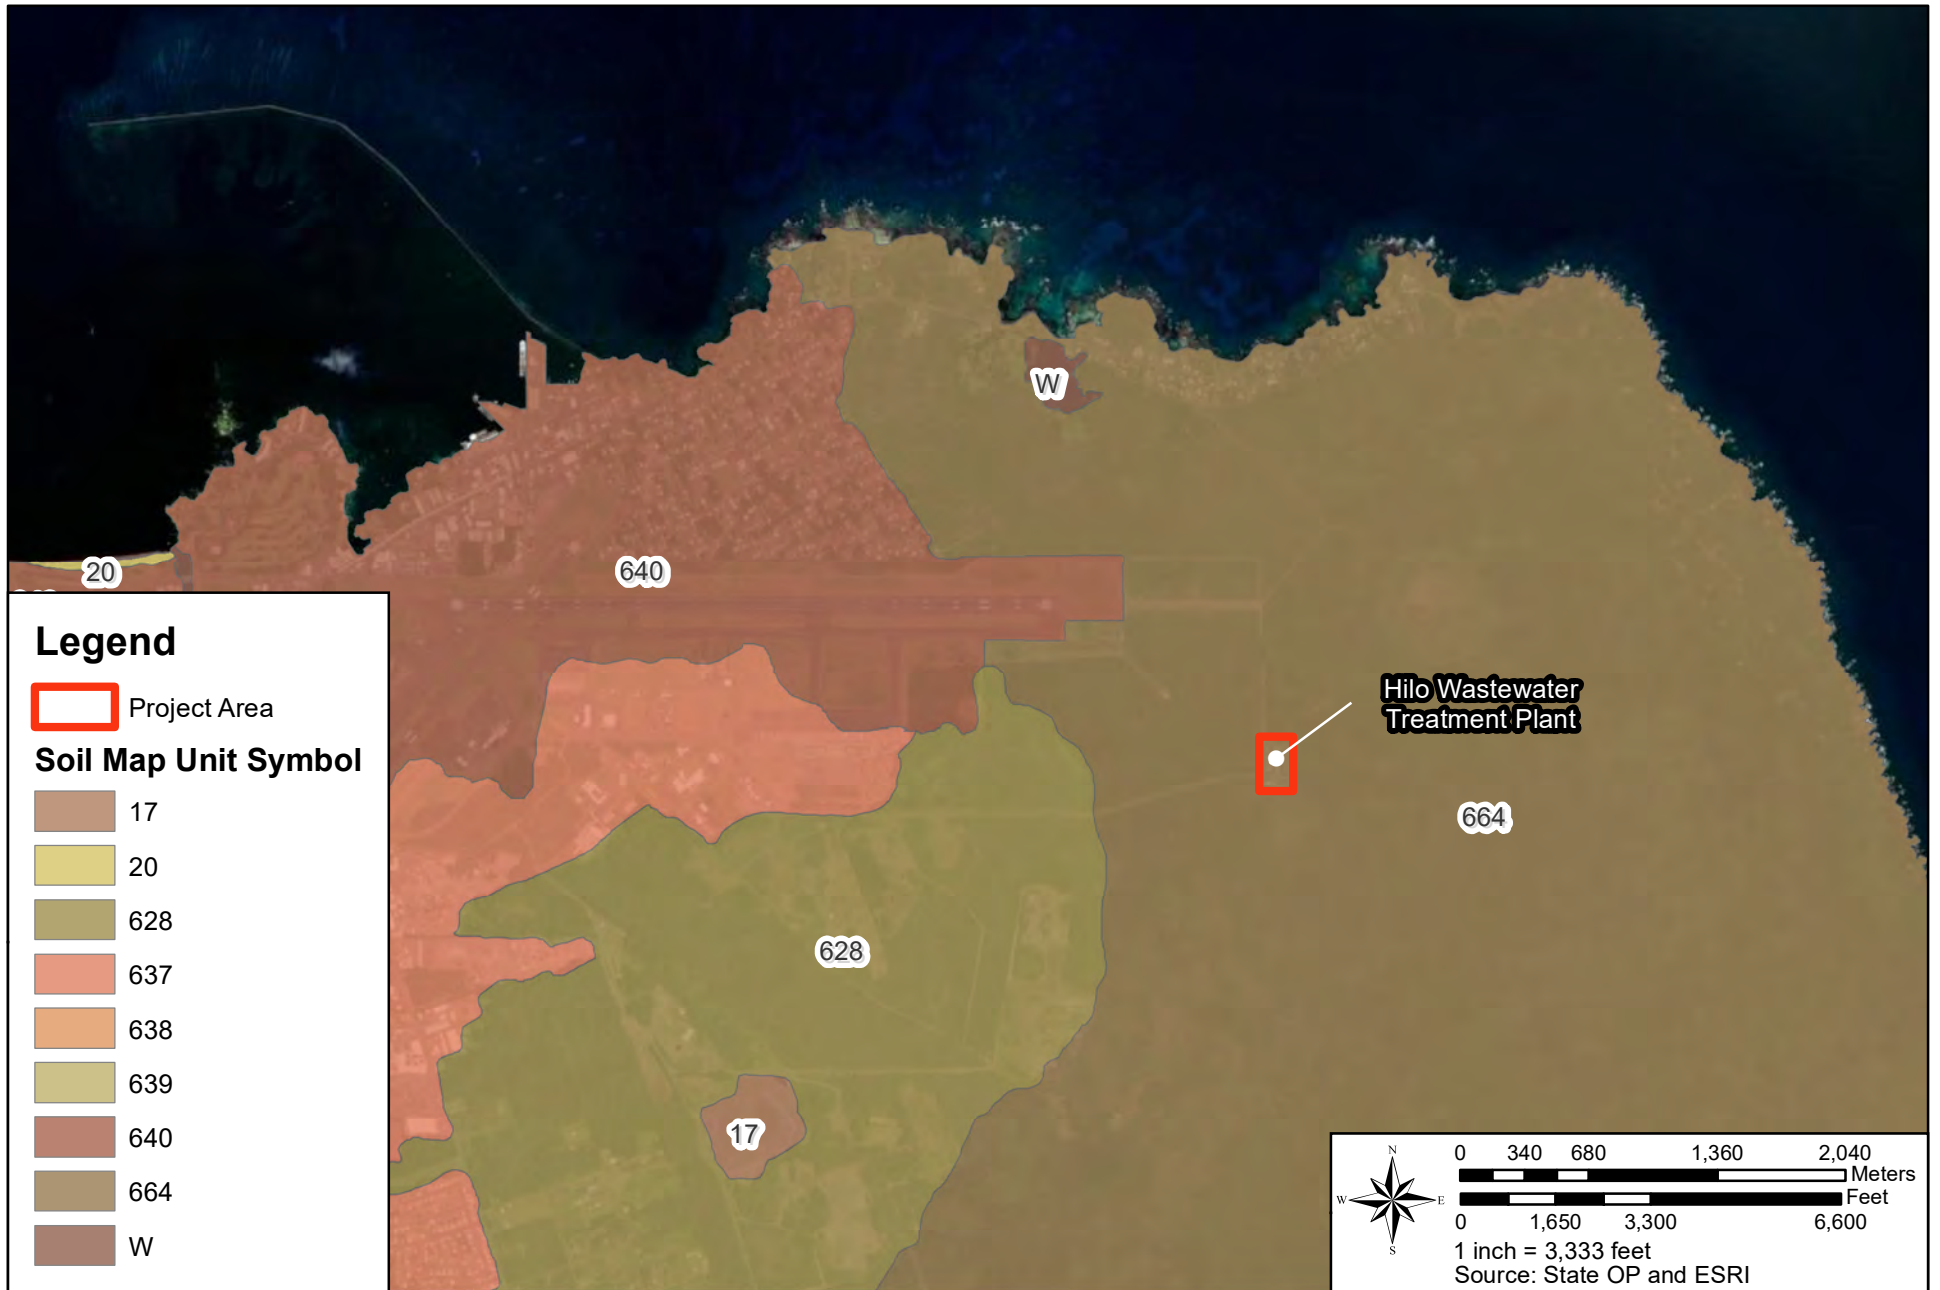 W
20
640
Hilo Wastewater
Treatment Plant
664
628
17
Legend
Project Area
Soil Map Unit Symbol
17
20
628
637
638
639
640
664
W
N
W
E
S
0 340 680 1,360 2,040
Meters
Feet
0 1,650 3,300 6,600
1 inch = 3,333 feet
Source: State OP and ESRI